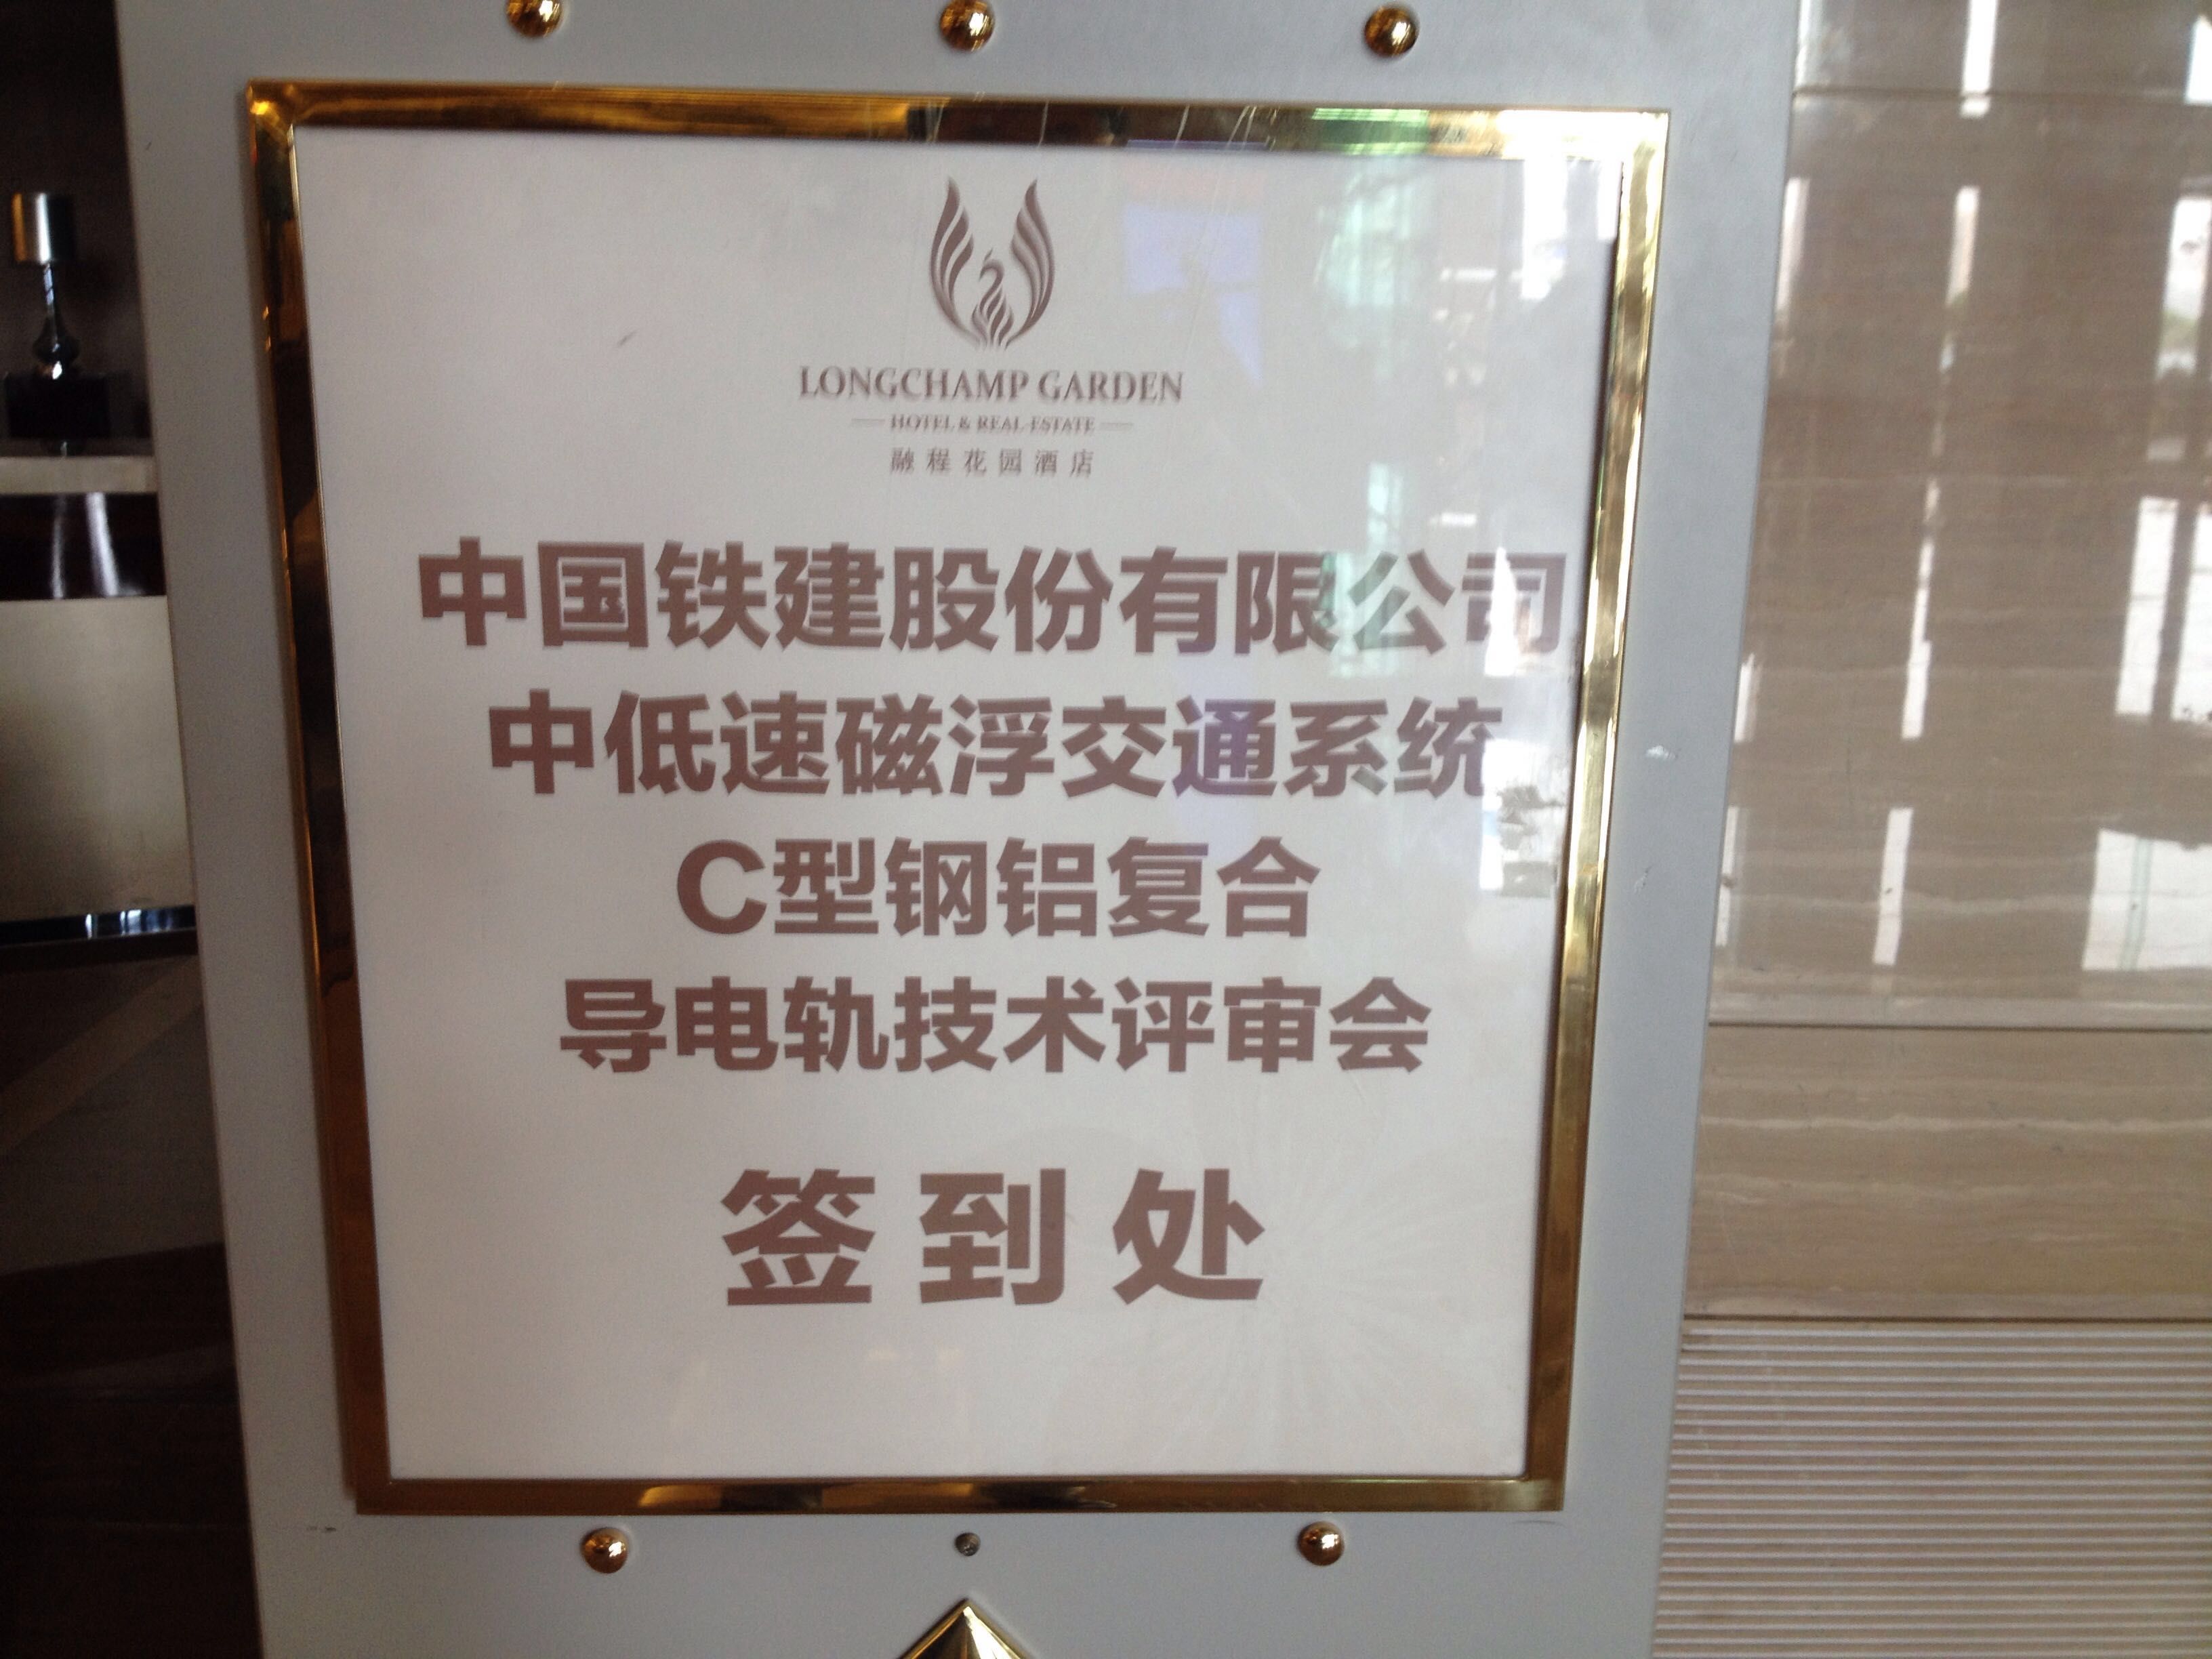 LONGCHAMP GARDEN
HOTEL & REAL ESTATE
融程花园酒店
中国铁建股份有限公司
中低速磁浮交通系统
C型钢铝复合
导电轨技术评审会
签到处